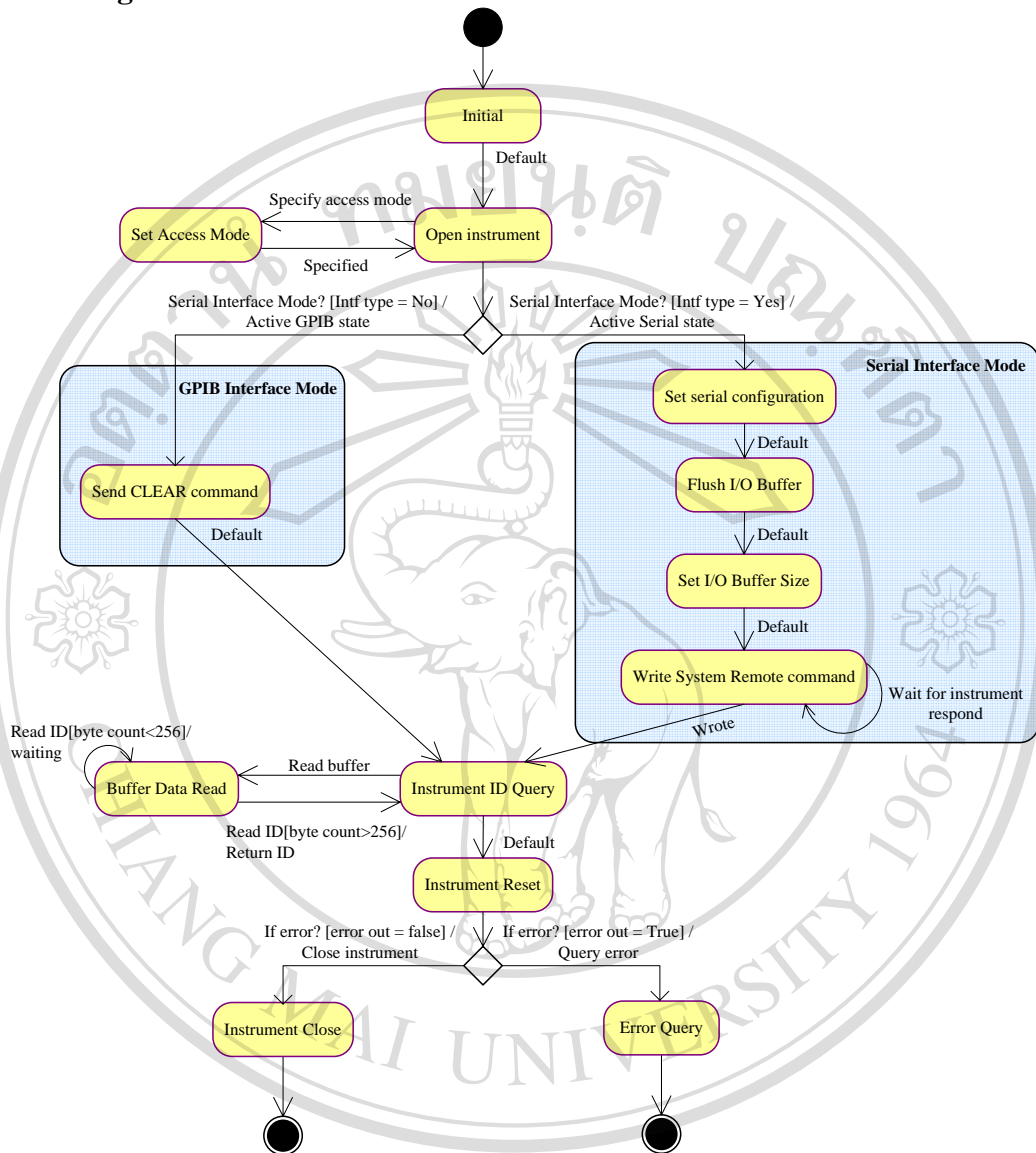 Initial
Default
Specify access mode
Set Access Mode
Open instrument
Specified
Serial Interface Mode? [Intf type = No] /
Active GPIB state
Serial Interface Mode? [Intf type = Yes] /
Active Serial state
GPIB Interface Mode
Send CLEAR command
Default
Serial Interface Mode
Set serial configuration
Default
Flush I/O Buffer
Default
Set I/O Buffer Size
Default
Write System Remote command
Wait for instrument
respond
Wrote
Read ID[byte count<256]/
waiting
Buffer Data Read
Read buffer
Instrument ID Query
Read ID[byte count>256]/
Return ID
Default
Instrument Reset
If error? [error out = false] /
Close instrument
If error? [error out = True] /
Query error
Instrument Close
Error Query
CHIANG MAI UNIVERSITY 1964